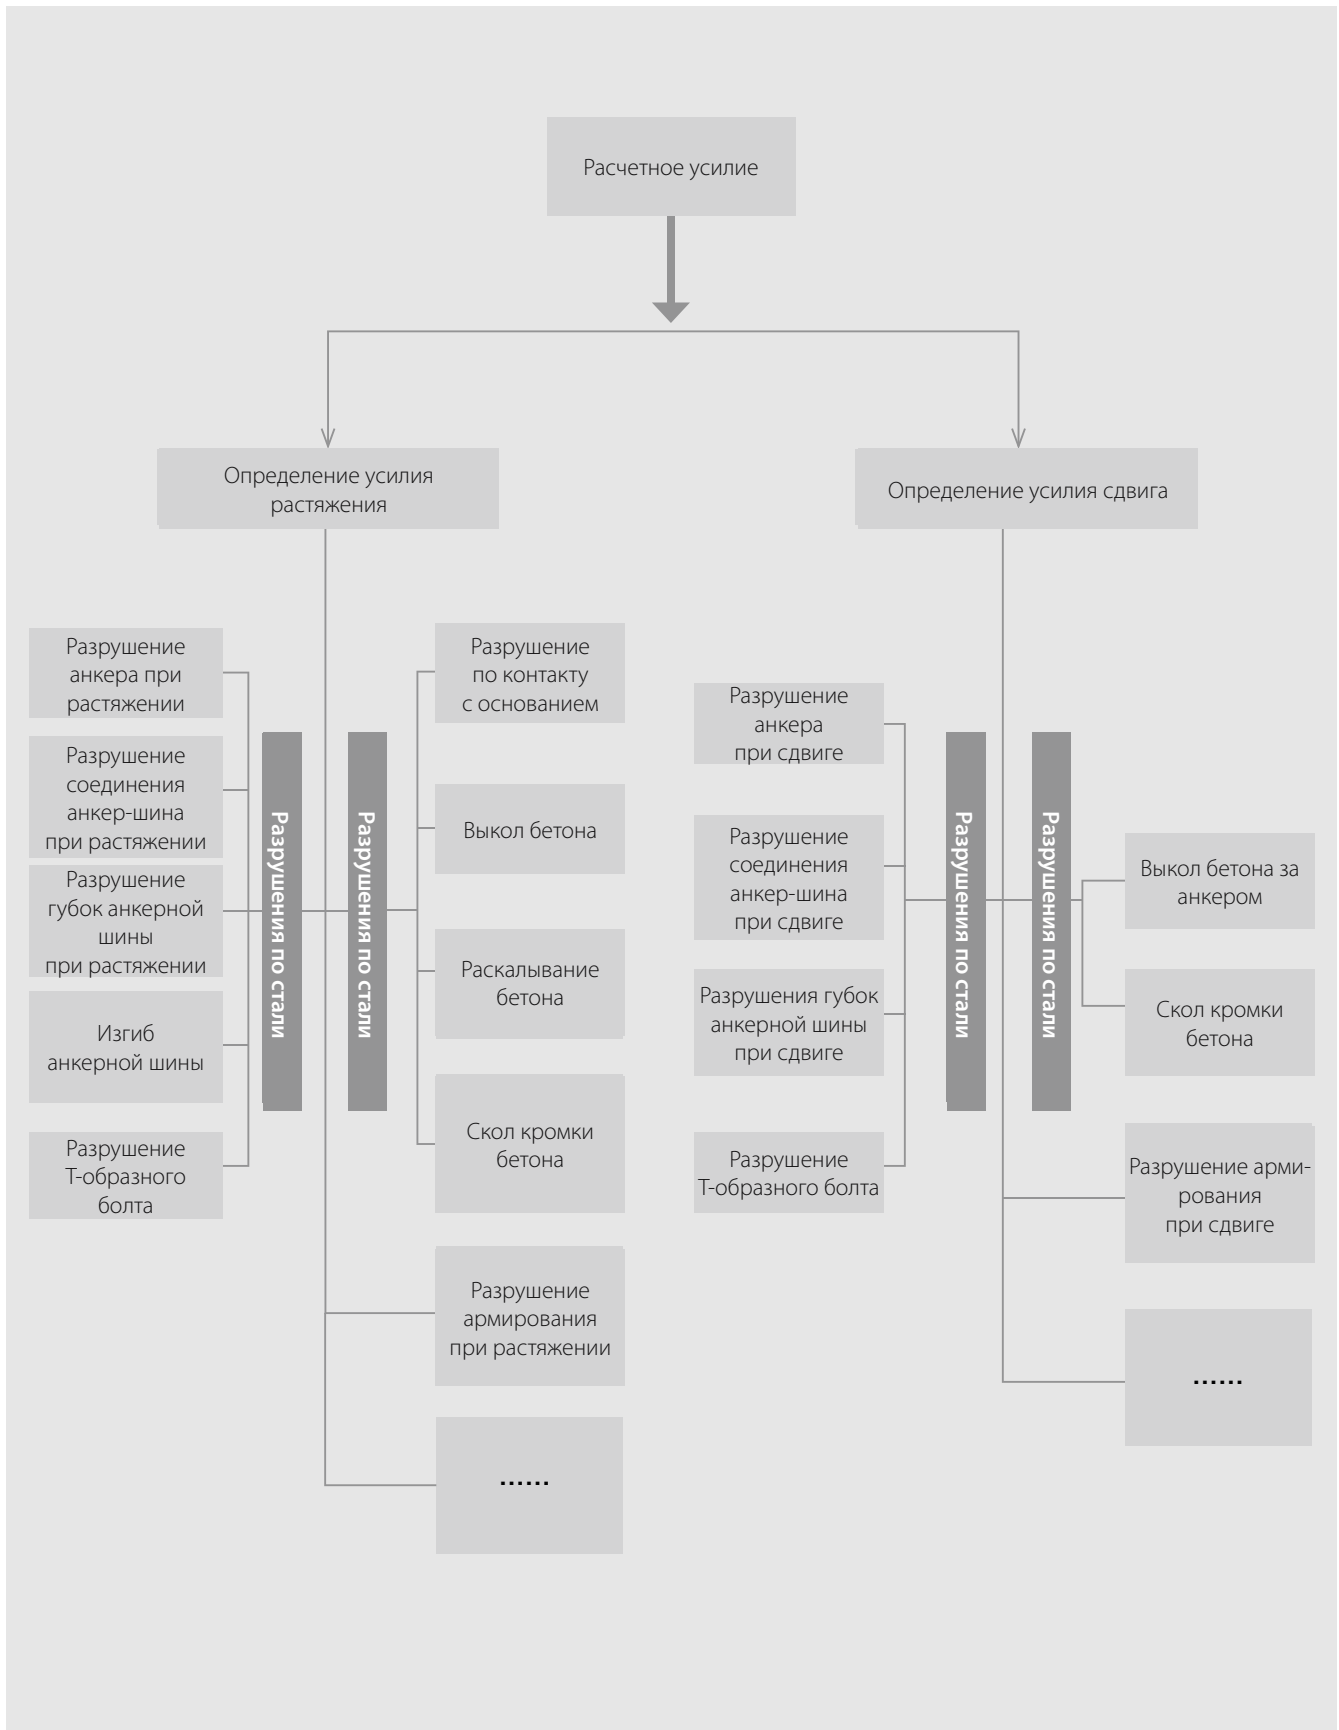 Расчетное усилие
Определение усилия
растяжения
Определение усилия сдвига
Разрушение
анкера при
растяжении
Разрушение
соединения
анкер-шина
при растяжении
Разрушение
губок анкерной
шины
при растяжении
Изгиб
анкерной шины
Разрушение
Т-образного
болта
Разрушения по стали
Разрушения по стали
Разрушение
по контакту
с основанием
Выкол бетона
Раскалывание
бетона
Скол кромки
бетона
Разрушение
армирования
при растяжении
......
Разрушение
анкера
при сдвиге
Разрушение
соединения
анкер-шина
при сдвиге
Разрушения губок
анкерной шины
при сдвиге
Разрушение
Т-образного болта
Разрушения по стали
Разрушения по стали
Выкол бетона за
анкером
Скол кромки
бетона
Разрушение арми-
рования
при сдвиге
......